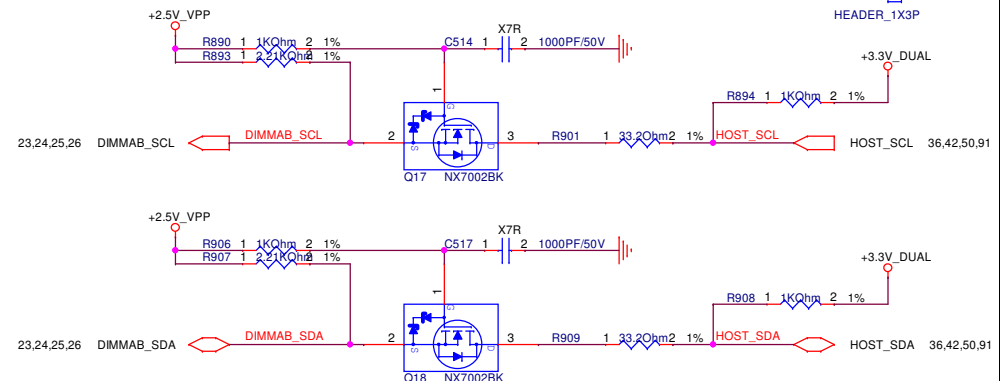 HEADER_1X3P
+2.5V_VPP
R890 1 1KOhm 2 1% C514 1 X7R 2 1000PF/50V
R893 1 2.21KOhm 2 1%
+3.3V_DUAL
R894 1 1KOhm 2 1%
1
G
23,24,25,26 DIMMAB_SCL DIMMAB_SCL 2 S D 3 R901 1 33.2Ohm 2 1% HOST_SCL HOST_SCL 36,42,50,91
Q17 NX7002BK
+2.5V_VPP
R906 1 1KOhm 2 1% C517 1 X7R 2 1000PF/50V
R907 1 2.21KOhm 2 1%
+3.3V_DUAL
R908 1 1KOhm 2 1%
1
G
23,24,25,26 DIMMAB_SDA DIMMAB_SDA 2 S D 3 R909 1 33.2Ohm 2 1% HOST_SDA HOST_SDA 36,42,50,91
Q18 NX7002BK